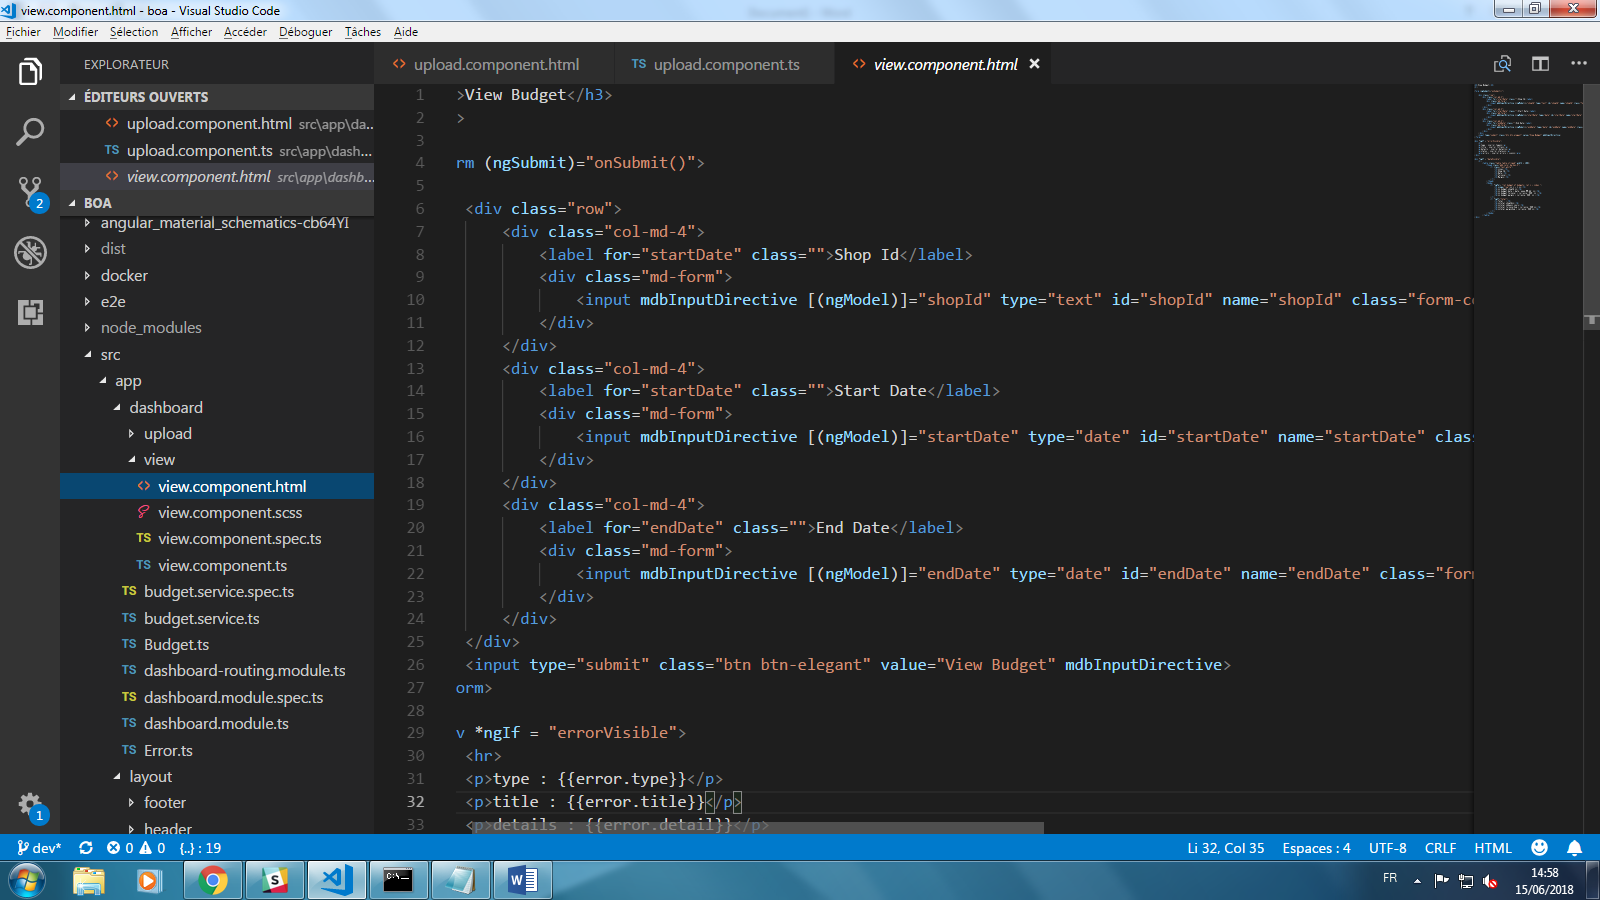 view.component.html - boa - Visual Studio Code
Fichier Modifier Sélection Afficher Accéder Déboguer Tâches Aide
EXPLORATEUR
ÉDITEURS OUVERTS
upload.component.html src\app\da...
upload.component.ts src\app\dash...
view.component.html src\app\dashb...
BOA
angular_material_schematics-cb64YI
dist
docker
e2e
node_modules
src
app
dashboard
upload
view
view.component.html
view.component.scss
TS view.component.spec.ts
TS view.component.ts
TS budget.service.spec.ts
TS budget.service.ts
TS Budget.ts
TS dashboard-routing.module.ts
TS dashboard.module.spec.ts
TS dashboard.module.ts
TS Error.ts
layout
footer
header
2
1
<> upload.component.html TS upload.component.ts <> view.component.html ×
1 >View Budget</h3>
2 >
3
4 rm (ngSubmit)="onSubmit()">
5
6 <div class="row">
7 <div class="col-md-4">
8 <label for="startDate" class="">Shop Id</label>
9 <div class="md-form">
10 <input mdbInputDirective [(ngModel)]="shopId" type="text" id="shopId" name="shopId" class="form-c
11 </div>
12 </div>
13 <div class="col-md-4">
14 <label for="startDate" class="">Start Date</label>
15 <div class="md-form">
16 <input mdbInputDirective [(ngModel)]="startDate" type="date" id="startDate" name="startDate" clas
17 </div>
18 </div>
19 <div class="col-md-4">
20 <label for="endDate" class="">End Date</label>
21 <div class="md-form">
22 <input mdbInputDirective [(ngModel)]="endDate" type="date" id="endDate" name="endDate" class="for
23 </div>
24 </div>
25 </div>
26 <input type="submit" class="btn btn-elegant" value="View Budget" mdbInputDirective>
27 orm>
28
29 v *ngIf = "errorVisible">
30 <hr>
31 <p>type : {{error.type}}</p>
32 <p>title : {{error.title}}</p>
33 <p>details : {{error.detail}}</p>
dev* 0 0 {..} : 19 Li 32, Col 35 Espaces : 4 UTF-8 CRLF HTML
FR 14:58
15/06/2018